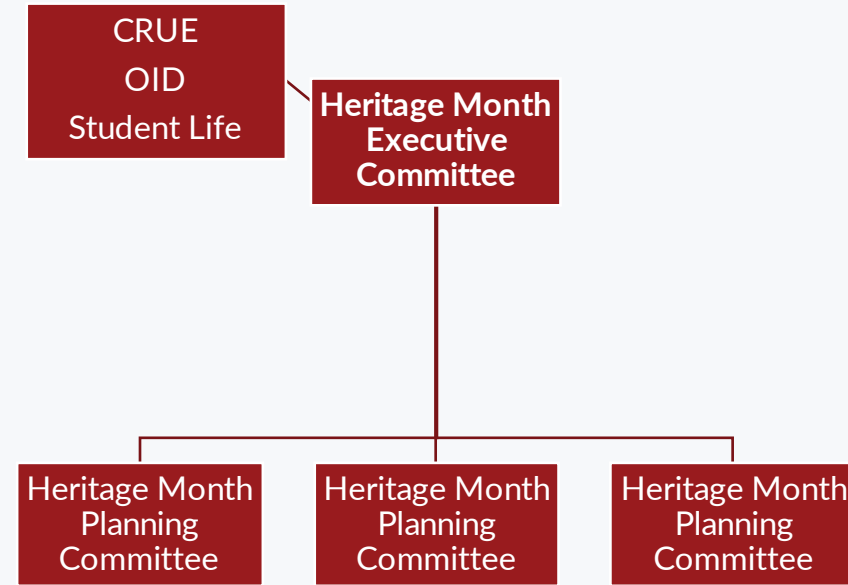 CRUE
OID
Student Life
Heritage Month
Executive
Committee
Heritage Month
Planning
Committee
Heritage Month
Planning
Committee
Heritage Month
Planning
Committee